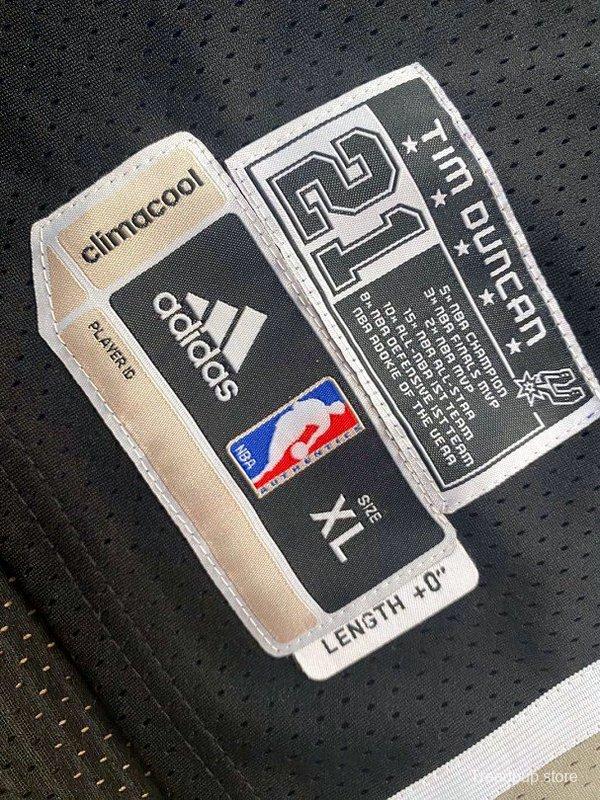 climacool
PLAYER ID
adidas
NBA
AUTHENTICS
SIZE
XL
LENGTH +0"
TIM DUNCAN
21
5x NBA CHAMPION
3x NBA FINALS MVP
2x NBA MVP
15x NBA ALL-STAR
10x ALL-NBA 1ST TEAM
8x NBA DEFENSIVE 1ST TEAM
NBA ROOKIE OF THE YEAR